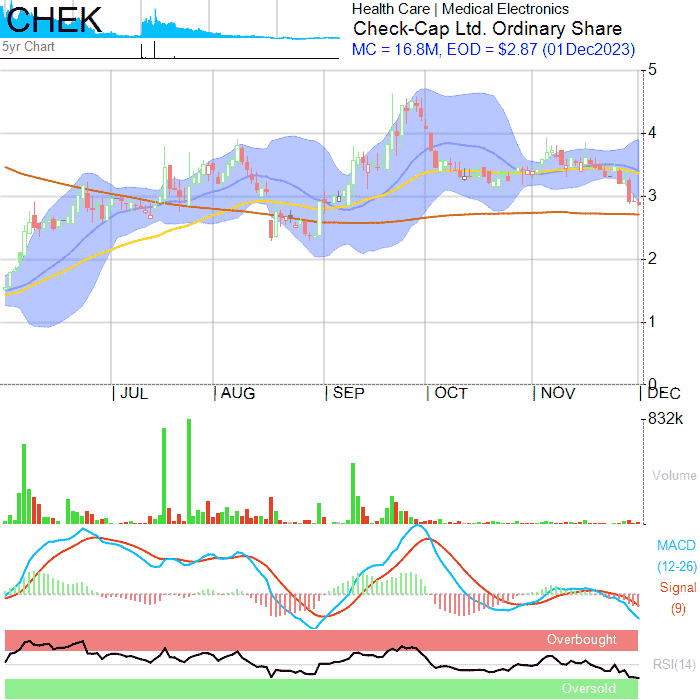 CHEK
5yr Chart
Health Care | Medical Electronics
Check-Cap Ltd. Ordinary Share
MC = 16.8M, EOD = $2.87 (01Dec2023)
5
4
3
2
1
0
JUL
AUG
SEP
OCT
NOV
DEC
832k
Volume
MACD
(12-26)
Signal
(9)
Overbought
RSI(14)
Oversold